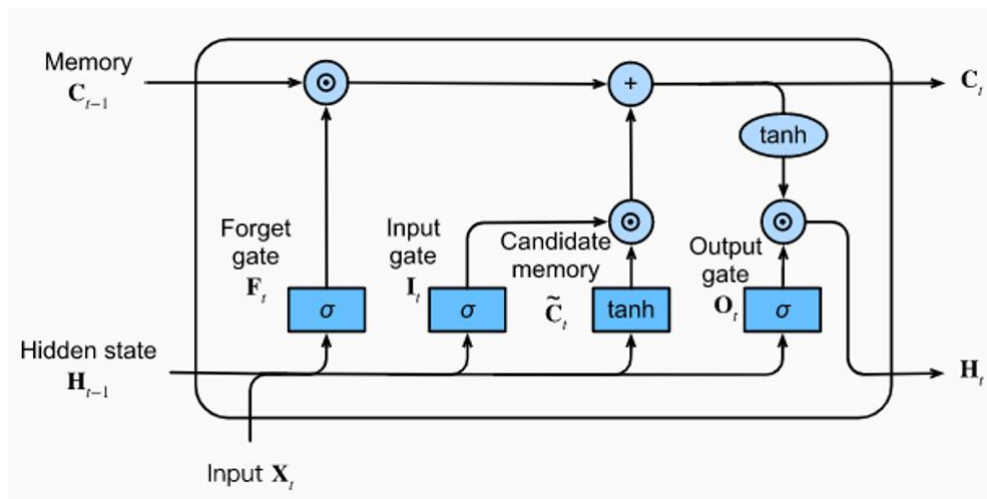 Memory
C_{t-1}
⊙
+
C_t
tanh
Forget
gate
F_t
Input
gate
I_t
Candidate
memory
C̃_t
⊙
Output
gate
O_t
⊙
σ
σ
tanh
σ
Hidden state
H_{t-1}
H_t
Input X_t